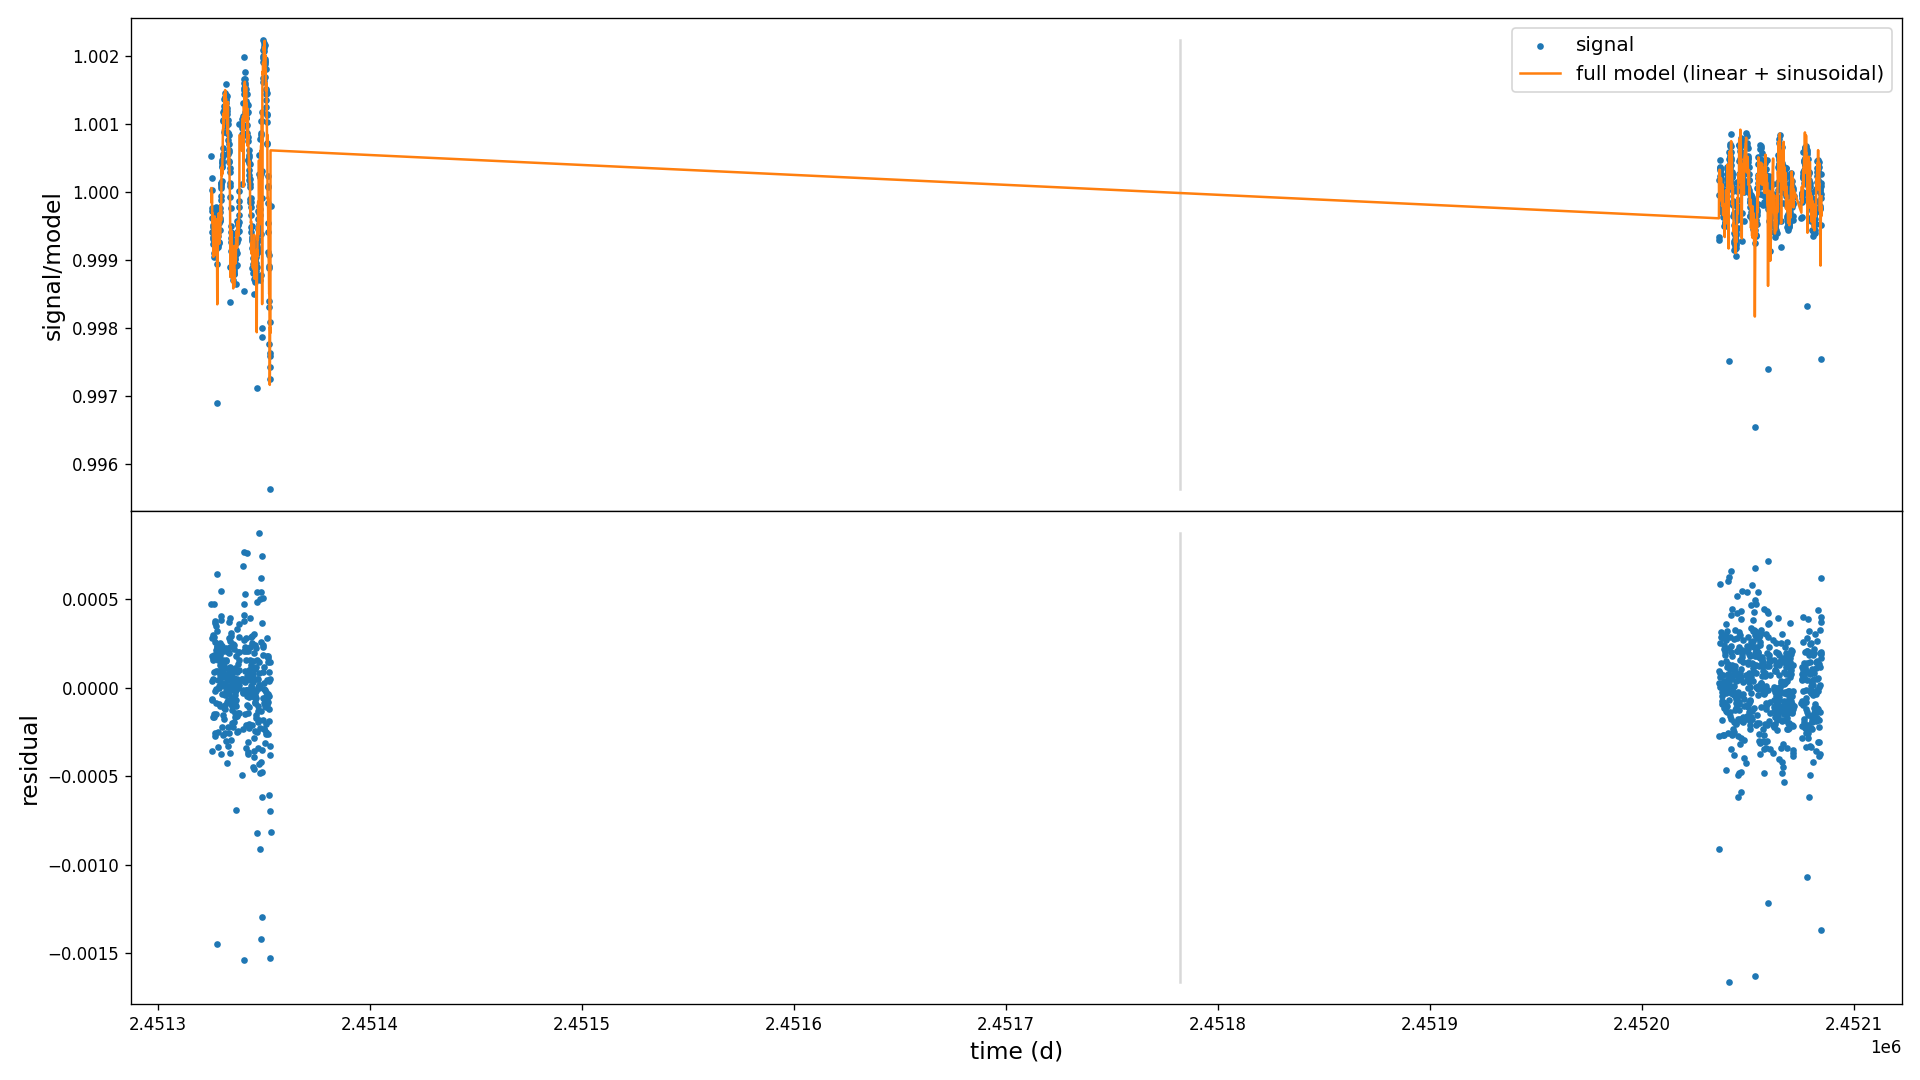 signal
full model (linear + sinusoidal)
signal/model
1.002
1.001
1.000
0.999
0.998
0.997
0.996
residual
0.0005
0.0000
−0.0005
−0.0010
−0.0015
2.4513 2.4514 2.4515 2.4516 2.4517 2.4518 2.4519 2.4520 2.4521
1e6
time (d)